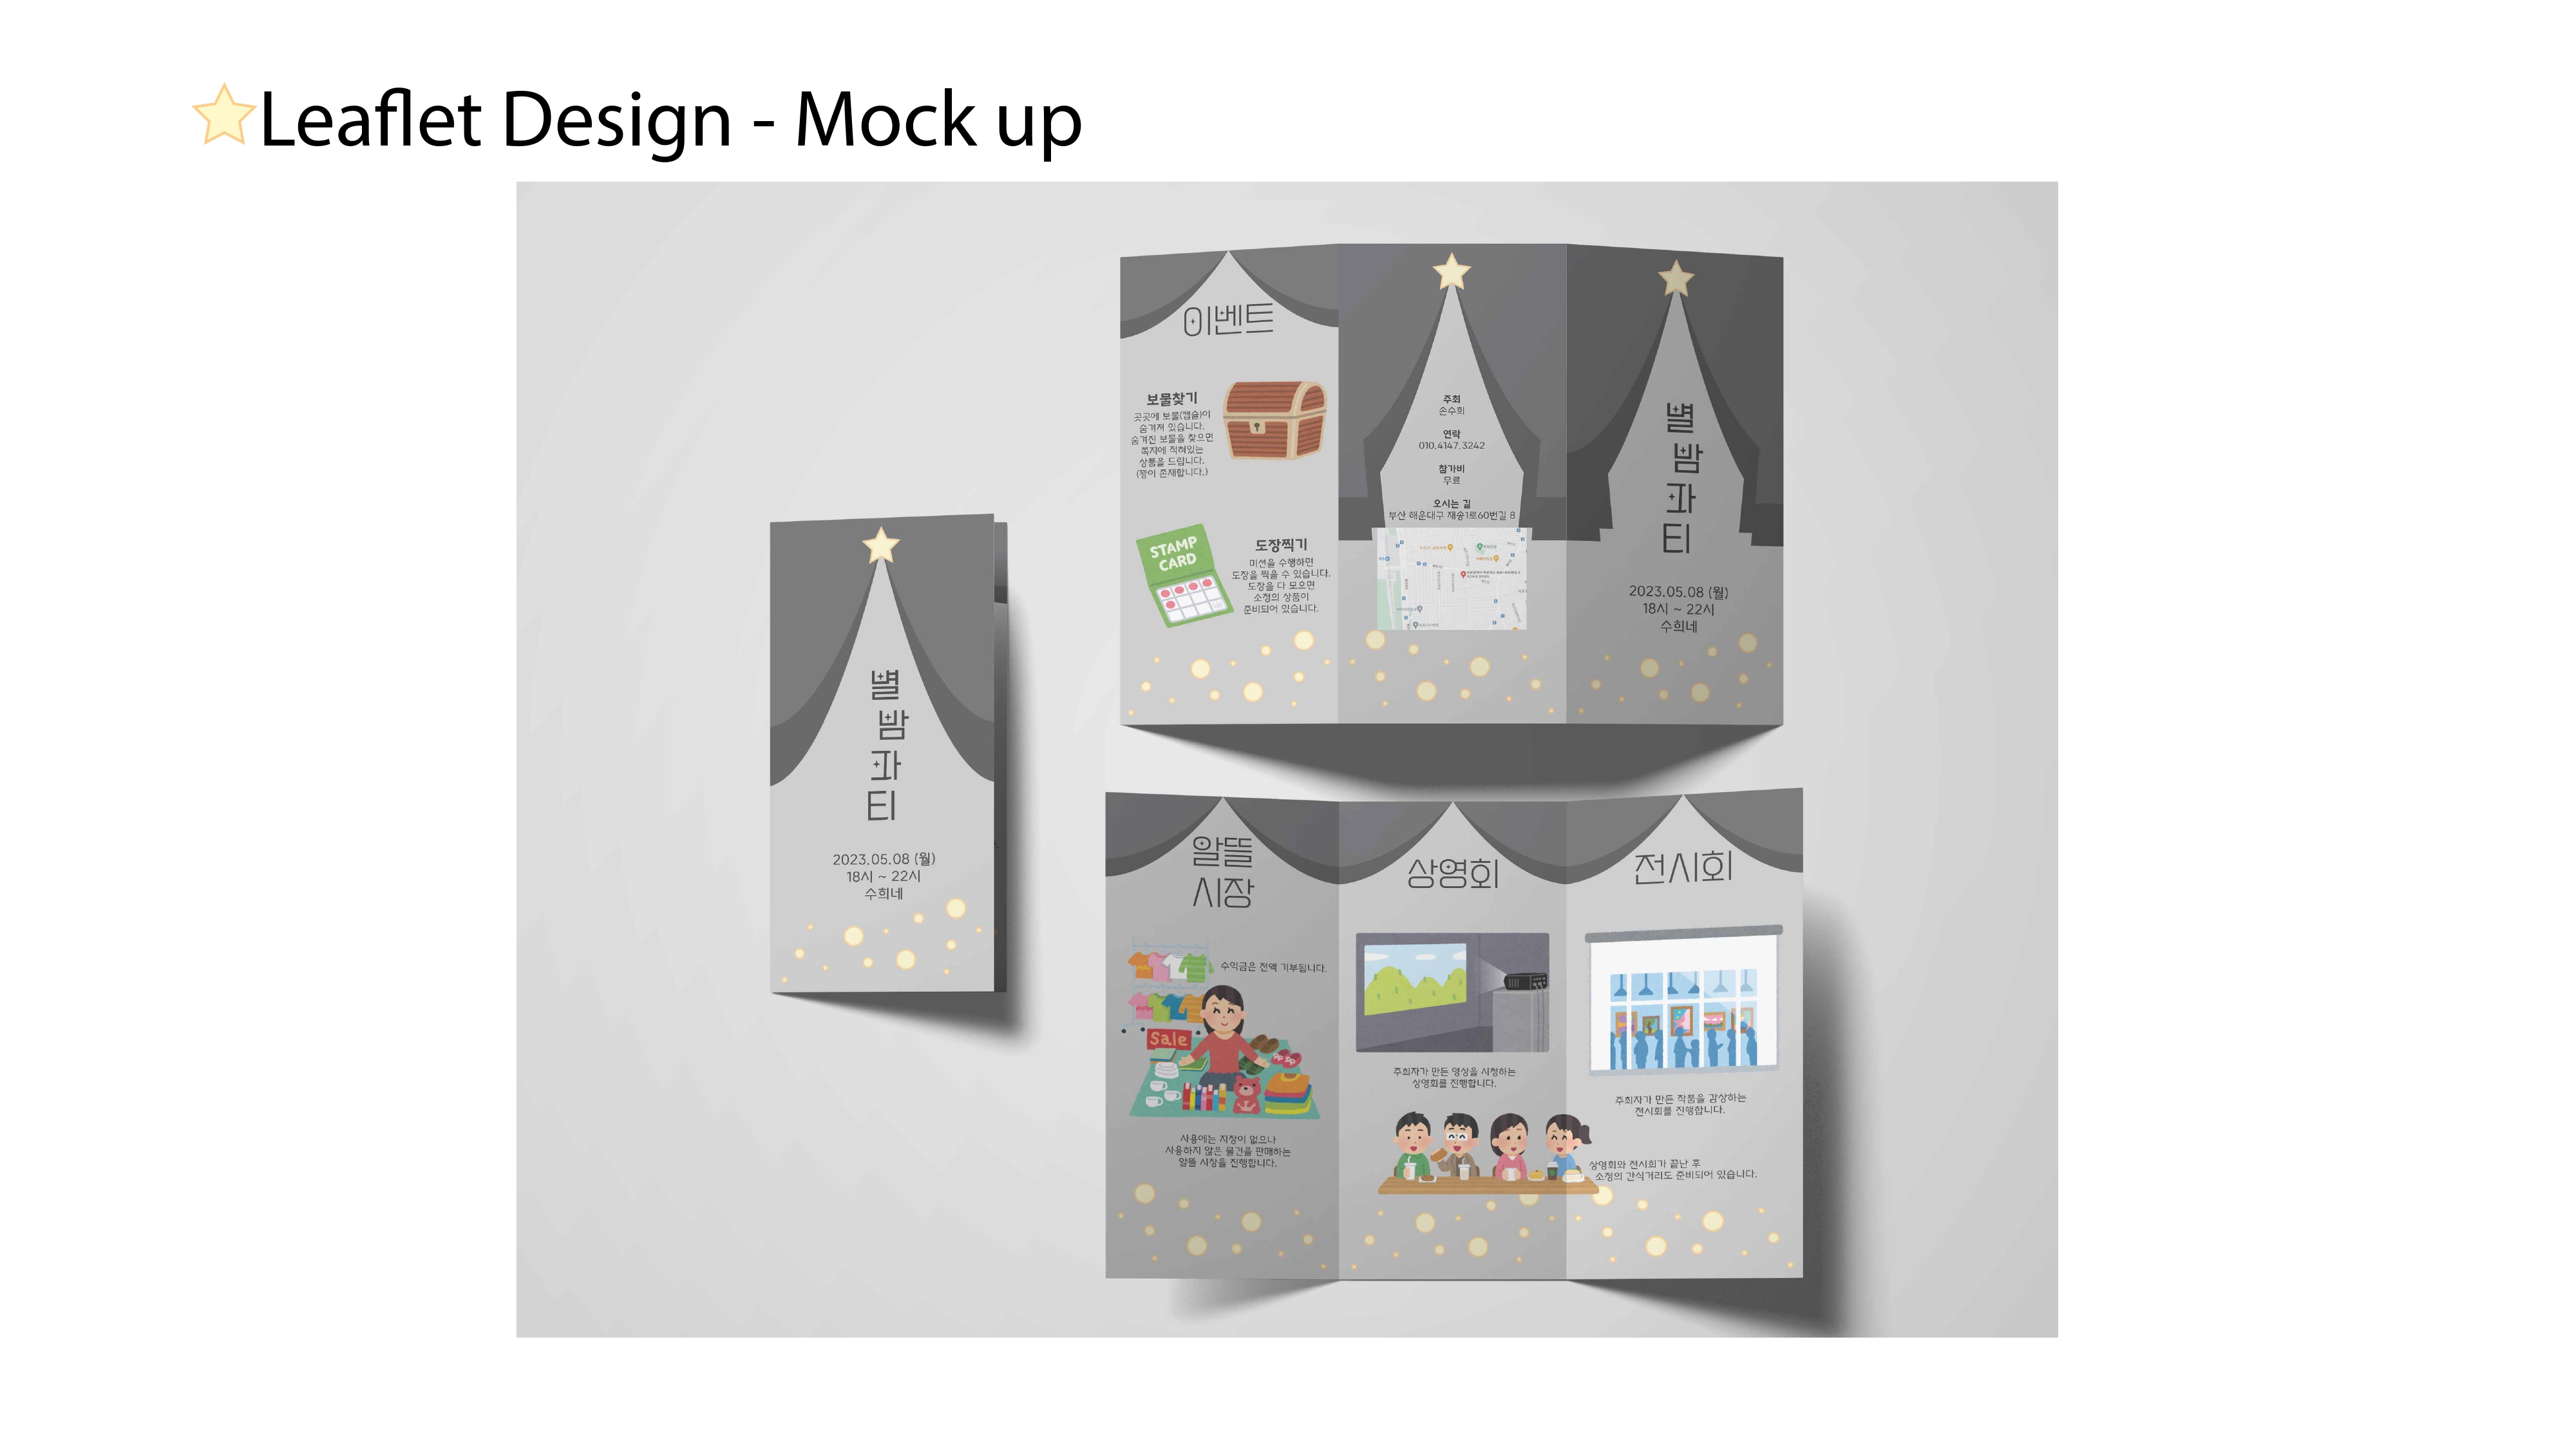 Leaflet Design - Mock up
별
밤
파
티
2023.05.08 (월)
18시 ~ 22시
수희네
이벤트
보물찾기
곳곳에 보물(캡슐)이
숨겨져 있습니다.
숨겨진 보물을 찾으면
쪽지에 적혀있는
상품을 드립니다.
(꽝이 존재합니다.)
STAMP
CARD
도장찍기
미션을 수행하면
도장을 찍을 수 있습니다.
도장을 다 모으면
소정의 상품이
준비되어 있습니다.
주최
손수희
연락
010.4147.3242
참가비
무료
오시는 길
부산 해운대구 재송1로60번길 8
별
밤
파
티
2023.05.08 (월)
18시 ~ 22시
수희네
알뜰
시장
수익금은 전액 기부됩니다.
Sale
사용에는 지장이 없으나
사용하지 않은 물건을 판매하는
알뜰 시장을 진행합니다.
상영회
주최자가 만든 영상을 시청하는
상영회를 진행합니다.
전시회
주최자가 만든 작품을 감상하는
전시회를 진행합니다.
상영회와 전시회가 끝난 후
소정의 간식거리도 준비되어 있습니다.